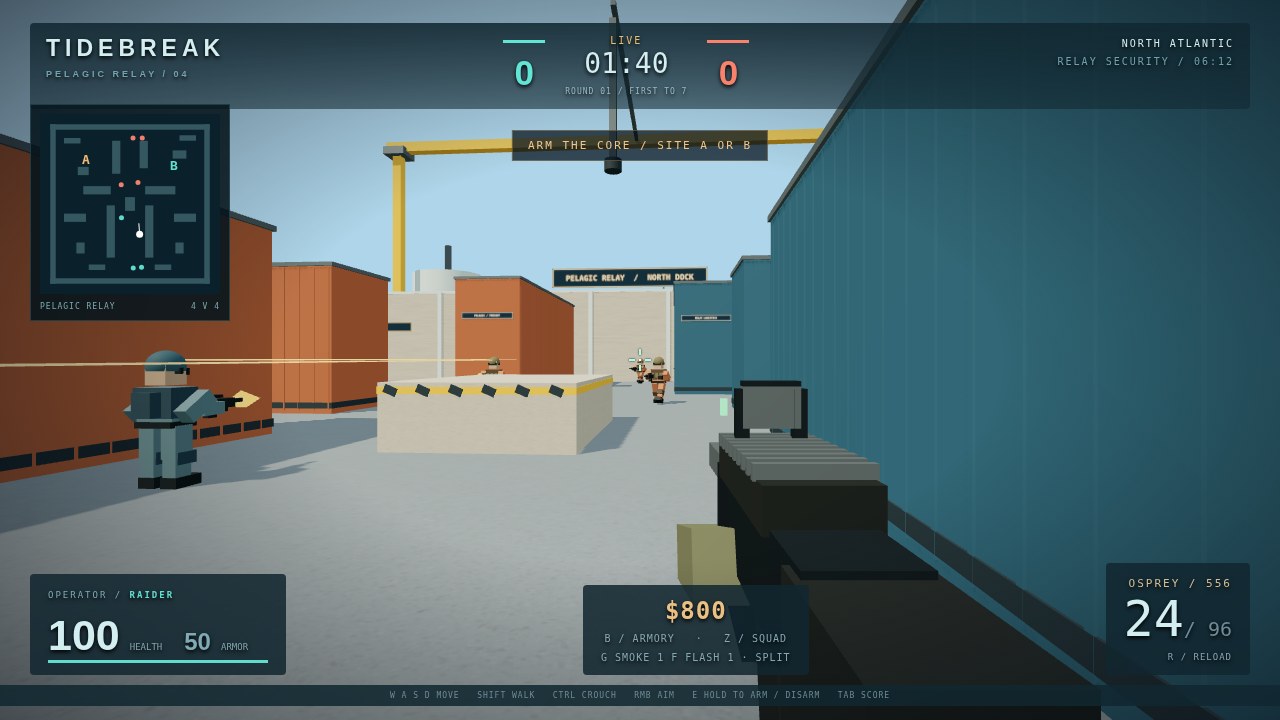 TIDEBREAK
PELAGIC RELAY / 04
LIVE
0 01:40 0
ROUND 01 / FIRST TO 7
NORTH ATLANTIC
RELAY SECURITY / 06:12
ARM THE CORE / SITE A OR B
A
B
PELAGIC RELAY 4 V 4
PELAGIC RELAY / NORTH DOCK
OPERATOR / RAIDER
100 HEALTH 50 ARMOR
$800
B / ARMORY · Z / SQUAD
G SMOKE 1 F FLASH 1 · SPLIT
OSPREY / 556
24 / 96
R / RELOAD
W A S D MOVE SHIFT WALK CTRL CROUCH RMB AIM E HOLD TO ARM / DISARM TAB SCORE